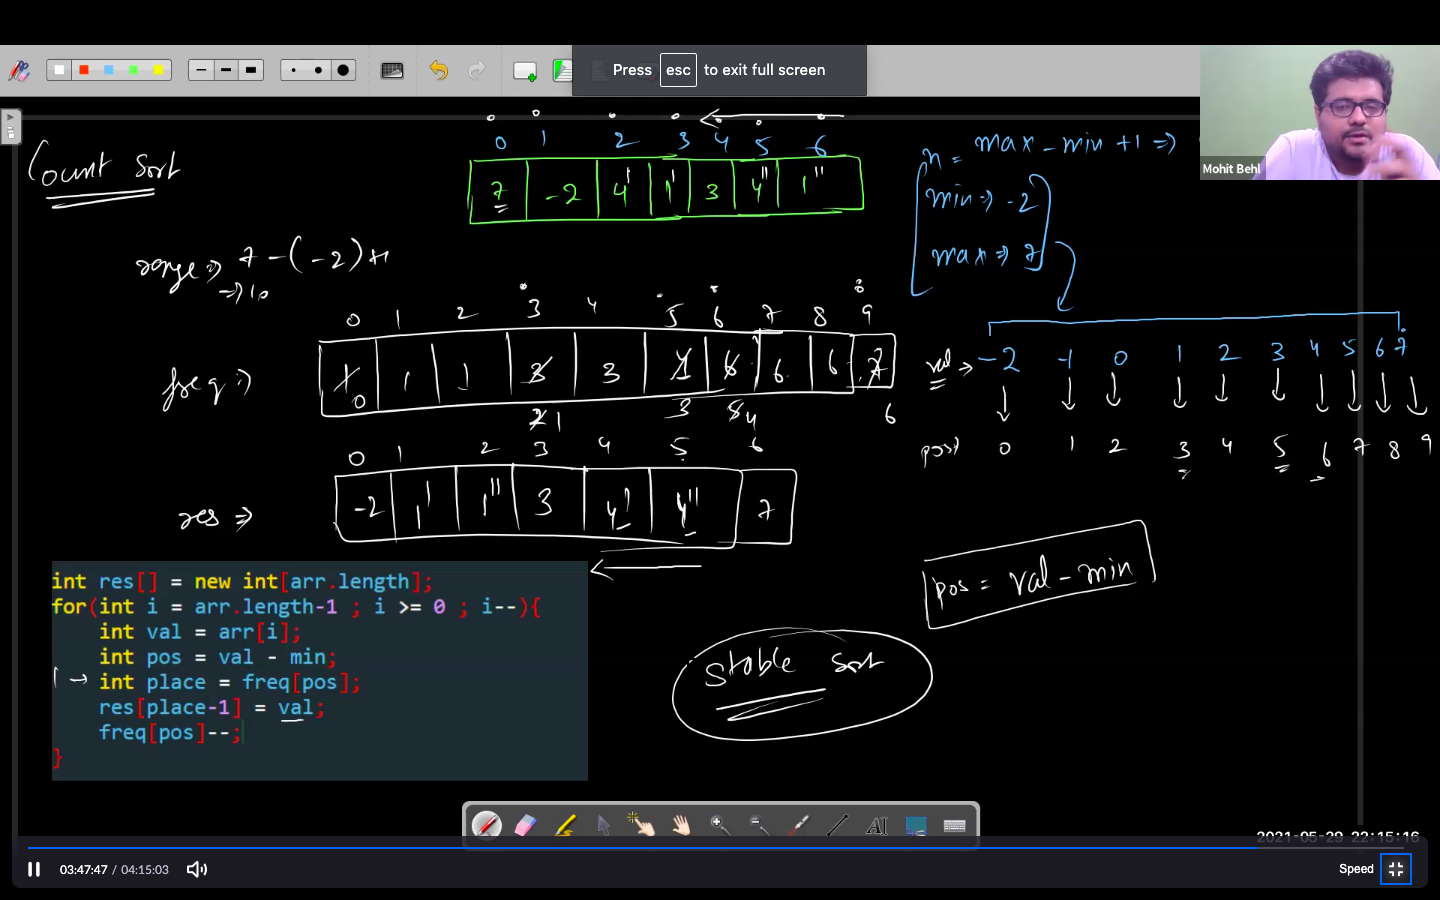 Press esc to exit full screen
Mohit Behl
Count Sort
0 1 2 3 4 5 6
7 -2 4' 1' 3 4'' 1''
n = max - min + 1 =>
min => -2
max => 7
range => 7 - (-2) +1
=> 10
0 1 2 3 4 5 6 7 8 9
freq => 1 1 1 3 3 4 6 6 6 7
0 2 1 3 5 4 6
val => -2 -1 0 1 2 3 4 5 6 7
pos 0 1 2 3 4 5 6 7 8 9
0 1 2 3 4 5 6
res => -2 1' 1'' 3 4' 4'' 7
pos = val - min
Stable Sort
int res[] = new int[arr.length];
for(int i = arr.length-1 ; i >= 0 ; i--){
int val = arr[i];
int pos = val - min;
int place = freq[pos];
res[place-1] = val;
freq[pos]--;
}
AI
2021-05-29 22:15:16
03:47:47 / 04:15:03
Speed